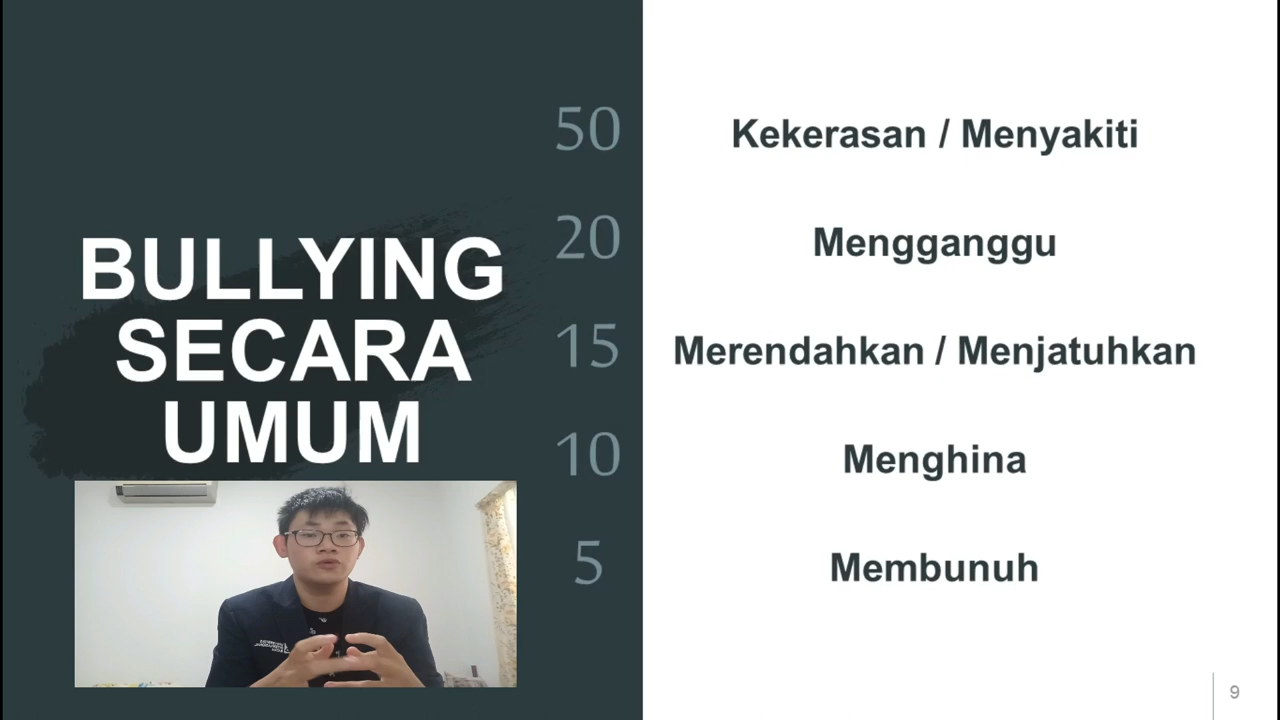 BULLYING
SECARA
UMUM
50 Kekerasan / Menyakiti
20 Mengganggu
15 Merendahkan / Menjatuhkan
10 Menghina
5 Membunuh
9